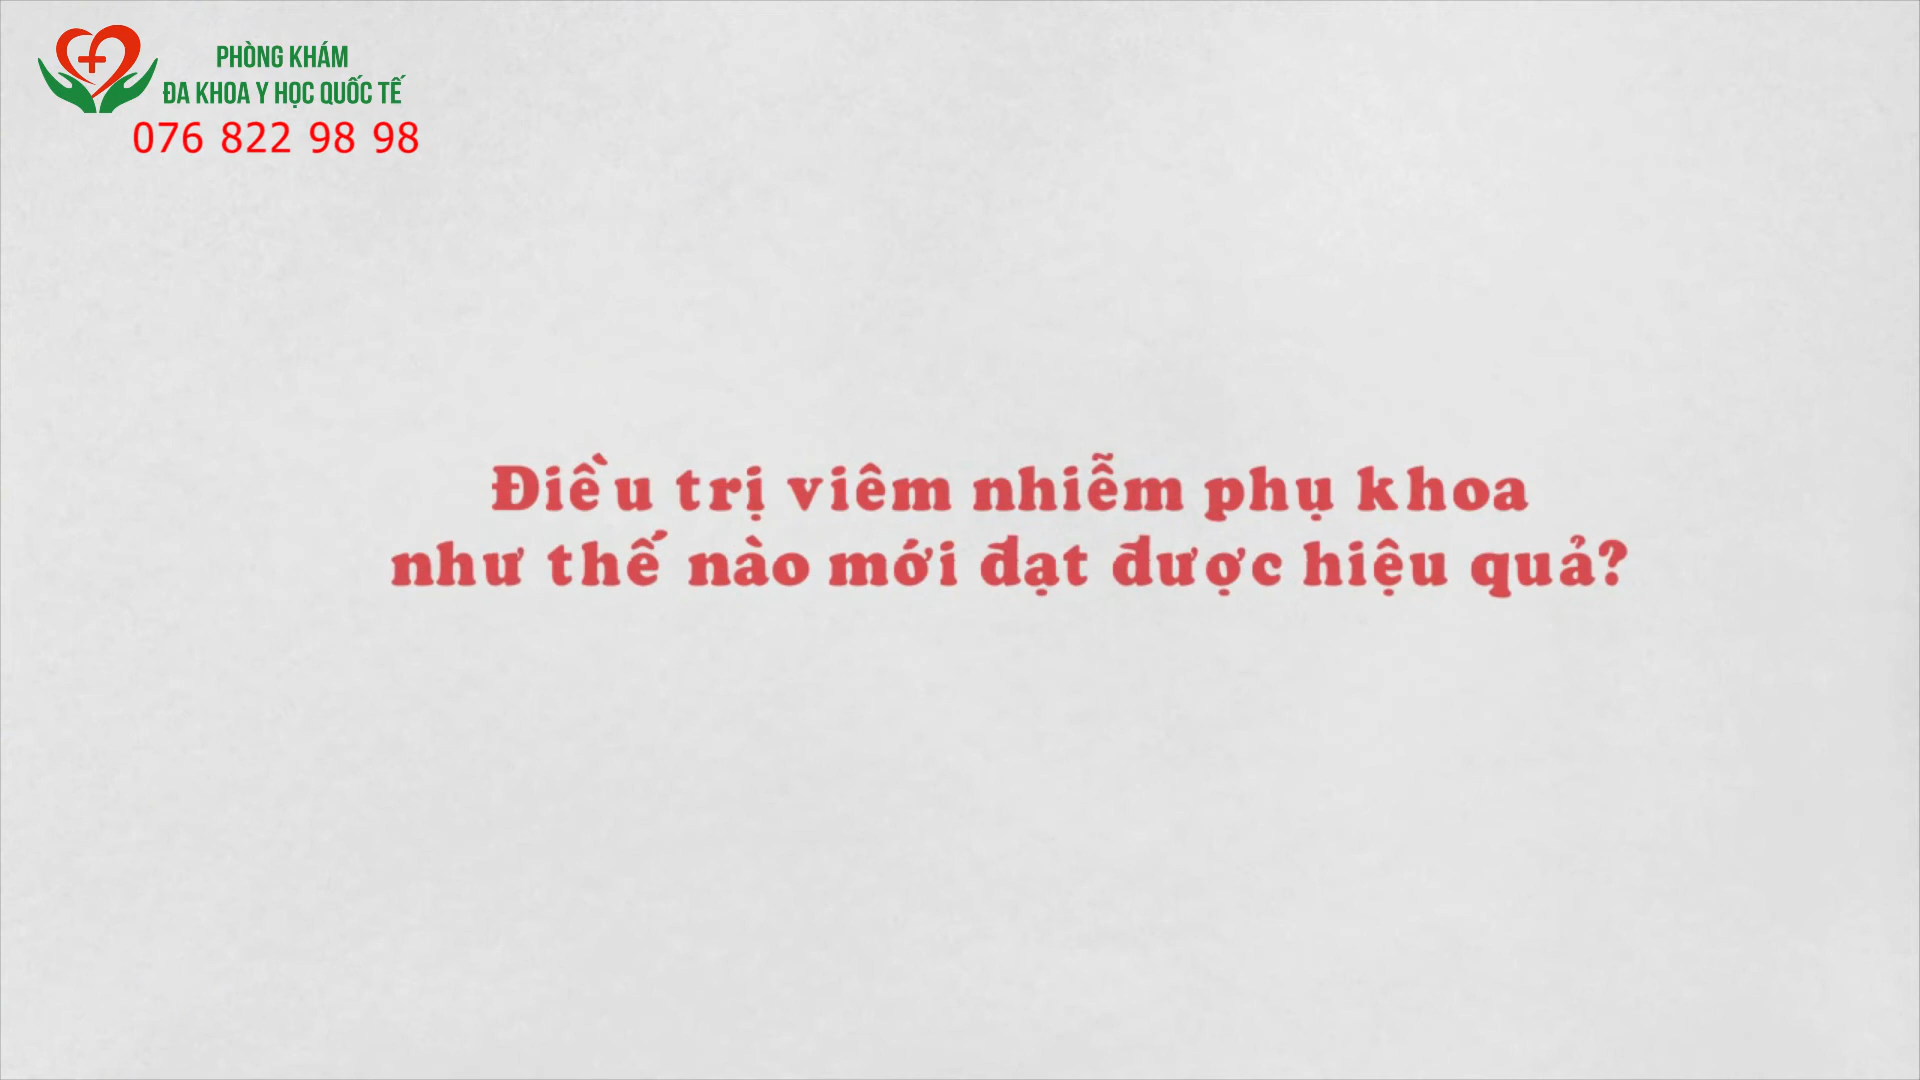 PHÒNG KHÁM
ĐA KHOA Y HỌC QUỐC TẾ
076 822 98 98
Điều trị viêm nhiễm phụ khoa
như thế nào mới đạt được hiệu quả?